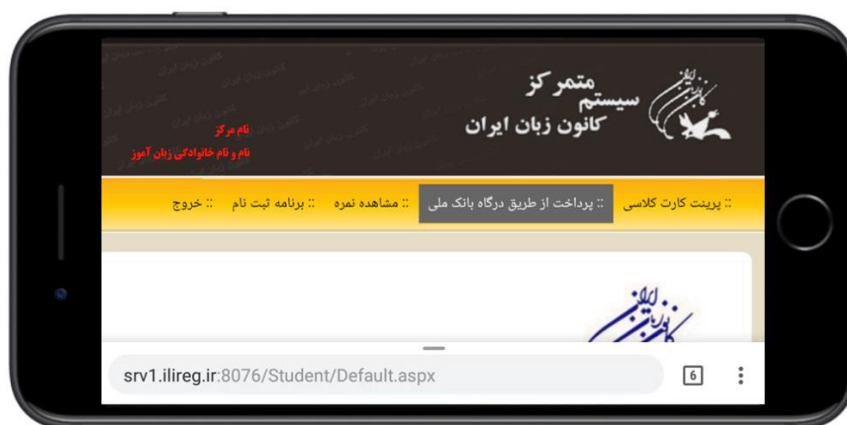 سیستم متمرکز
کانون زبان ایران
نام مرکز
نام و نام خانوادگی زبان آموز
:: پرینت کارت کلاسی :: پرداخت از طریق درگاه بانک ملی :: مشاهده نمره :: برنامه ثبت نام :: خروج
srv1.ilireg.ir:8076/Student/Default.aspx
6